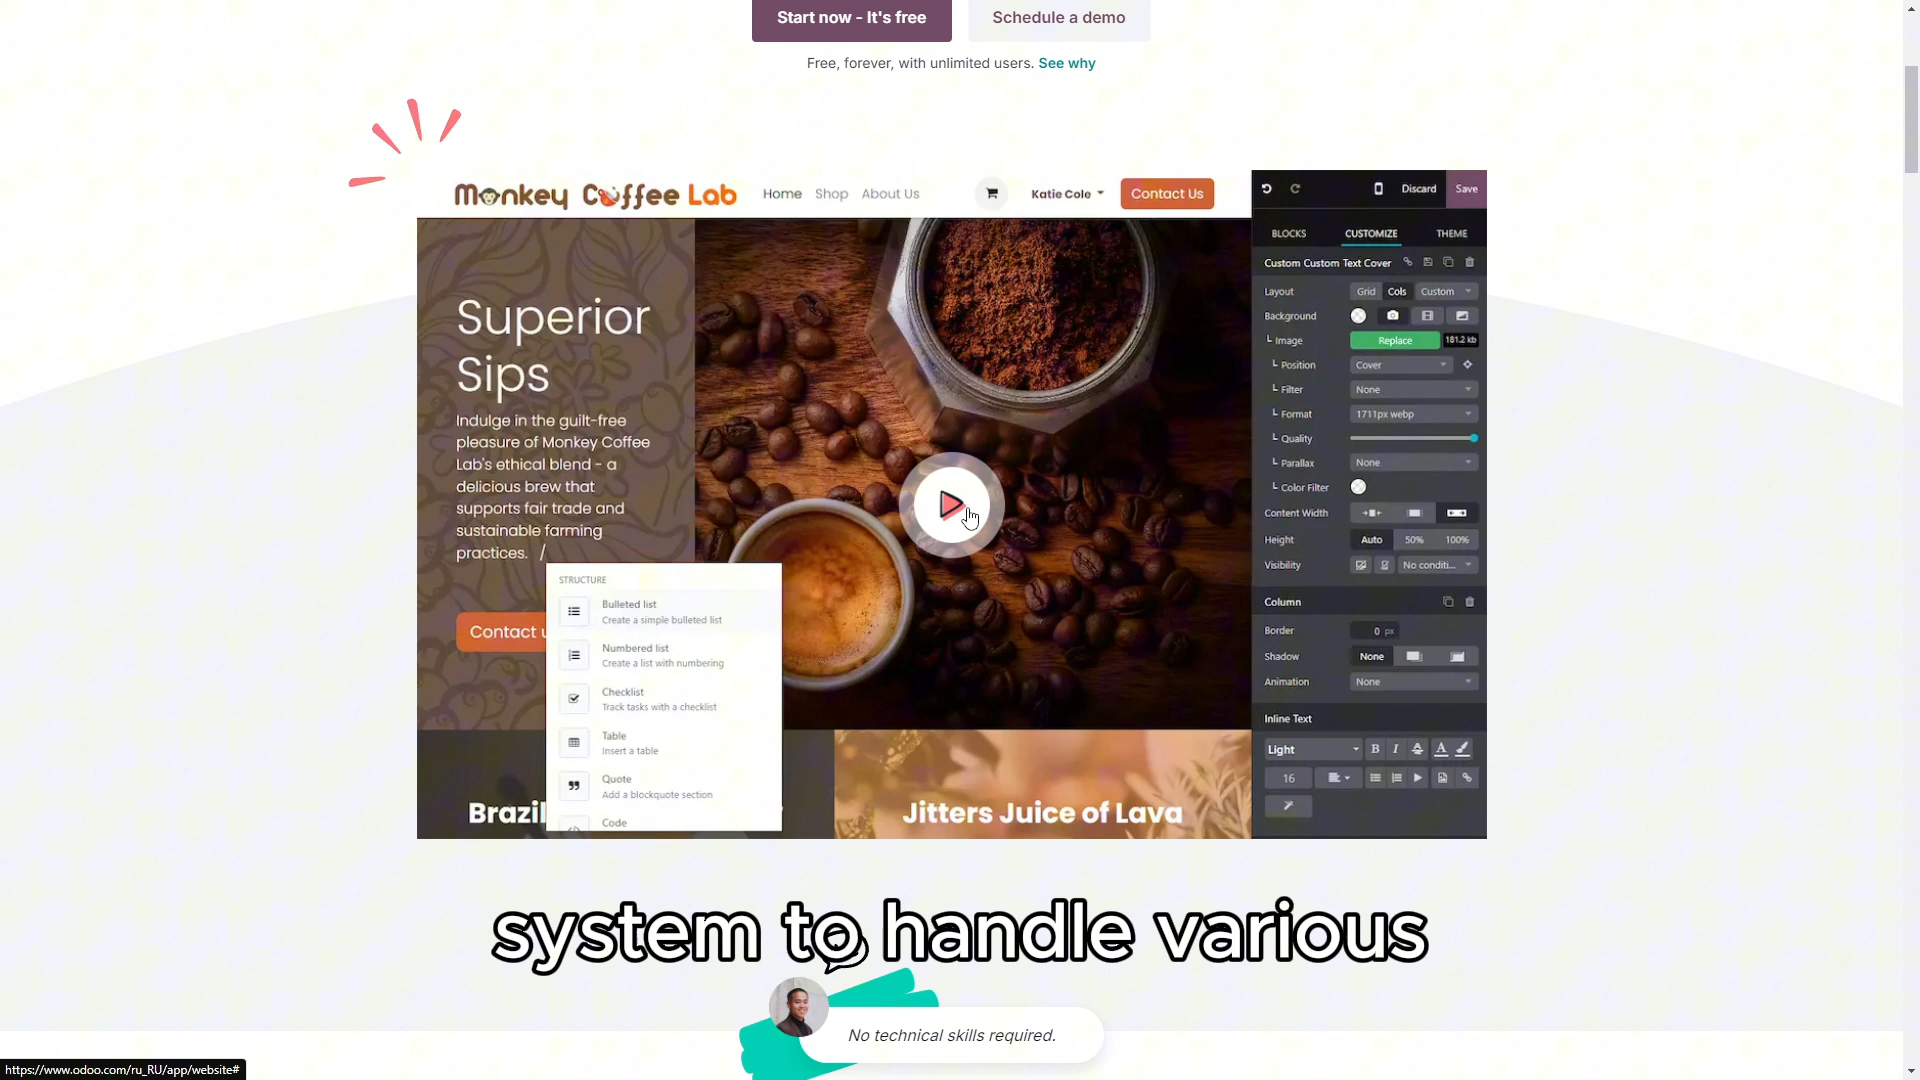 Start now - It's free
Schedule a demo
Free, forever, with unlimited users. See why
Monkey Coffee Lab
Home
Shop
About Us
Katie Cole
Contact Us
Superior
Sips
Indulge in the guilt-free
pleasure of Monkey Coffee
Lab's ethical blend - a
delicious brew that
supports fair trade and
sustainable farming
practices. /
Contact u
STRUCTURE
Bulleted list
Create a simple bulleted list
Numbered list
Create a list with numbering
Checklist
Track tasks with a checklist
Table
Insert a table
Quote
Add a blockquote section
Code
Brazil
Jitters Juice of Lava
Discard
Save
BLOCKS
CUSTOMIZE
THEME
Custom Custom Text Cover
Layout
Grid
Cols
Custom
Background
Image
Replace
181.2 kb
Position
Cover
Filter
None
Format
1711px webp
Quality
Parallax
None
Color Filter
Content Width
Height
Auto
50%
100%
Visibility
No conditi...
Column
Border
0 px
Shadow
None
Animation
None
Inline Text
Light
B
I
S
A
16
system to handle various
No technical skills required.
https://www.odoo.com/ru_RU/app/website#